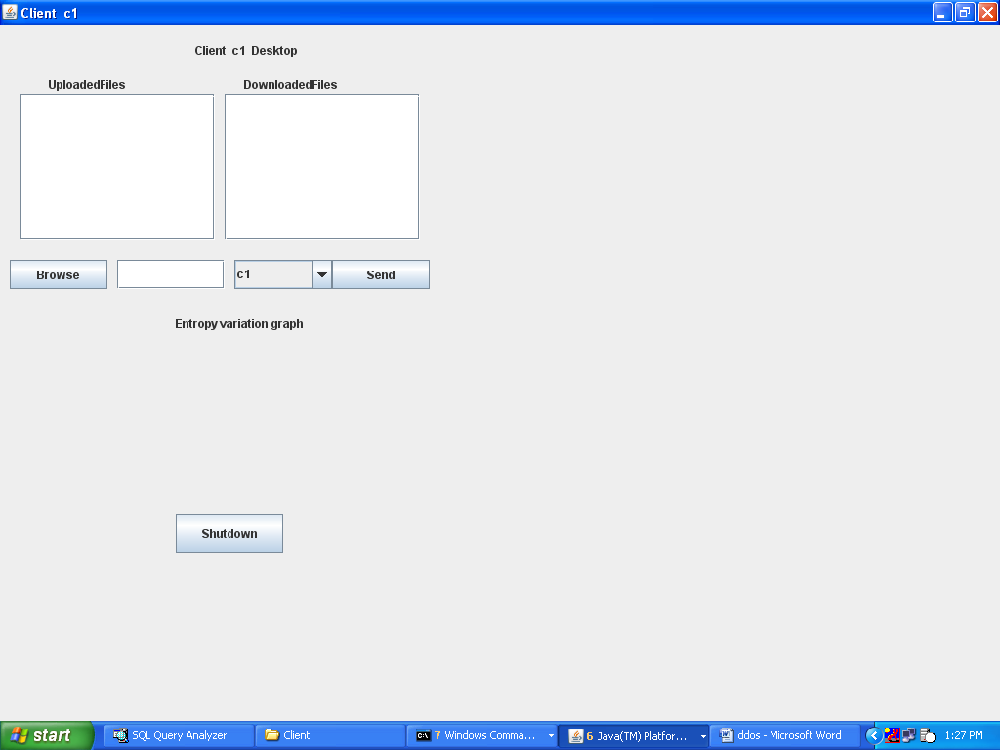 Client c1
Client c1 Desktop
UploadedFiles DownloadedFiles
Browse c1 Send
Entropy variation graph
Shutdown
start SQL Query Analyzer Client C:\ 7 Windows Comma... 6 Java(TM) Platfor... ddos - Microsoft Word 1:27 PM